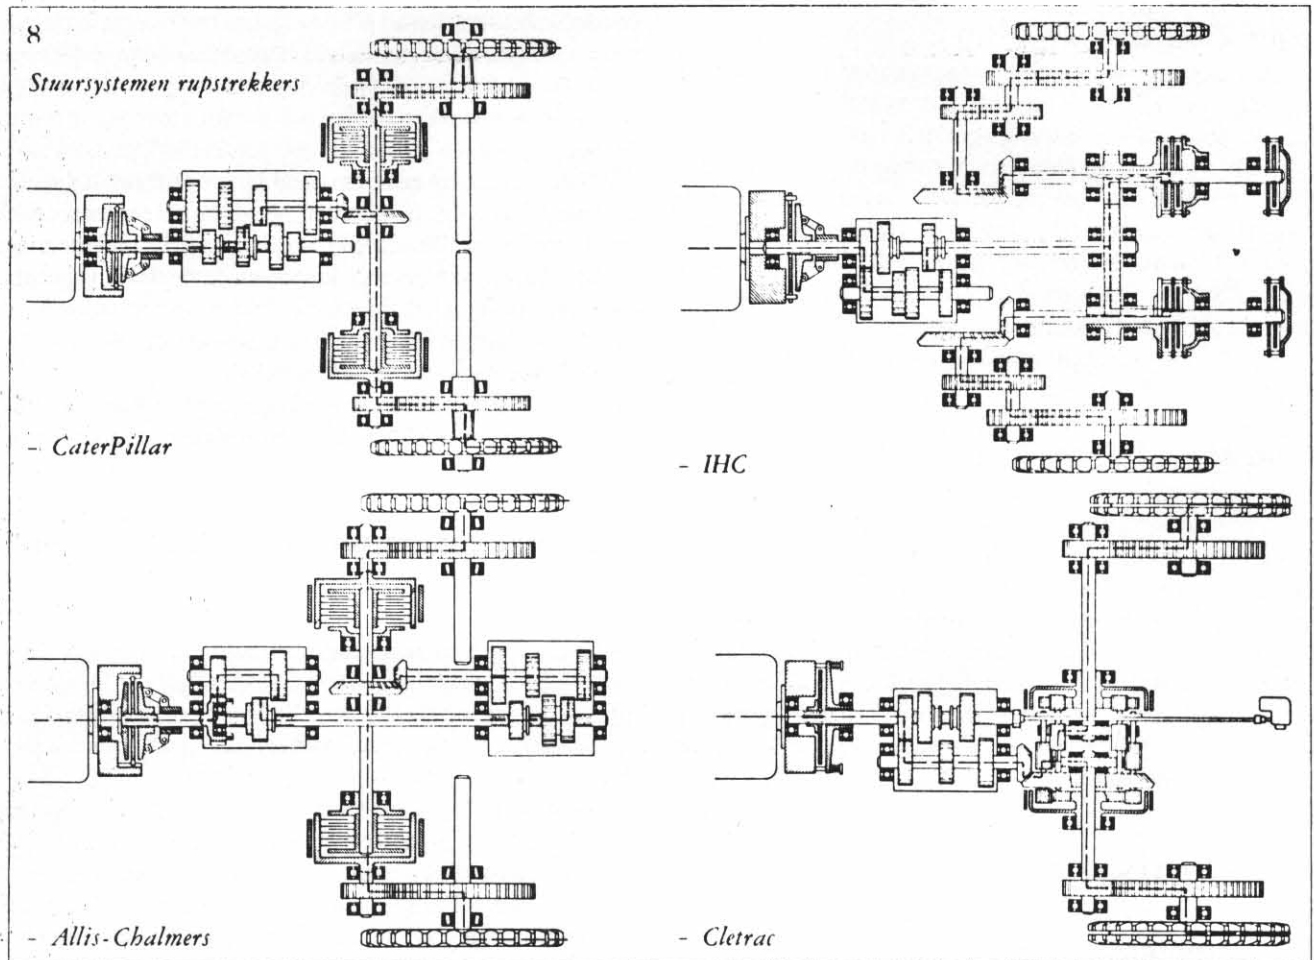 8
Stuursystemen rupstrekkers
- CaterPillar
- IHC
- Allis-Chalmers
- Cletrac